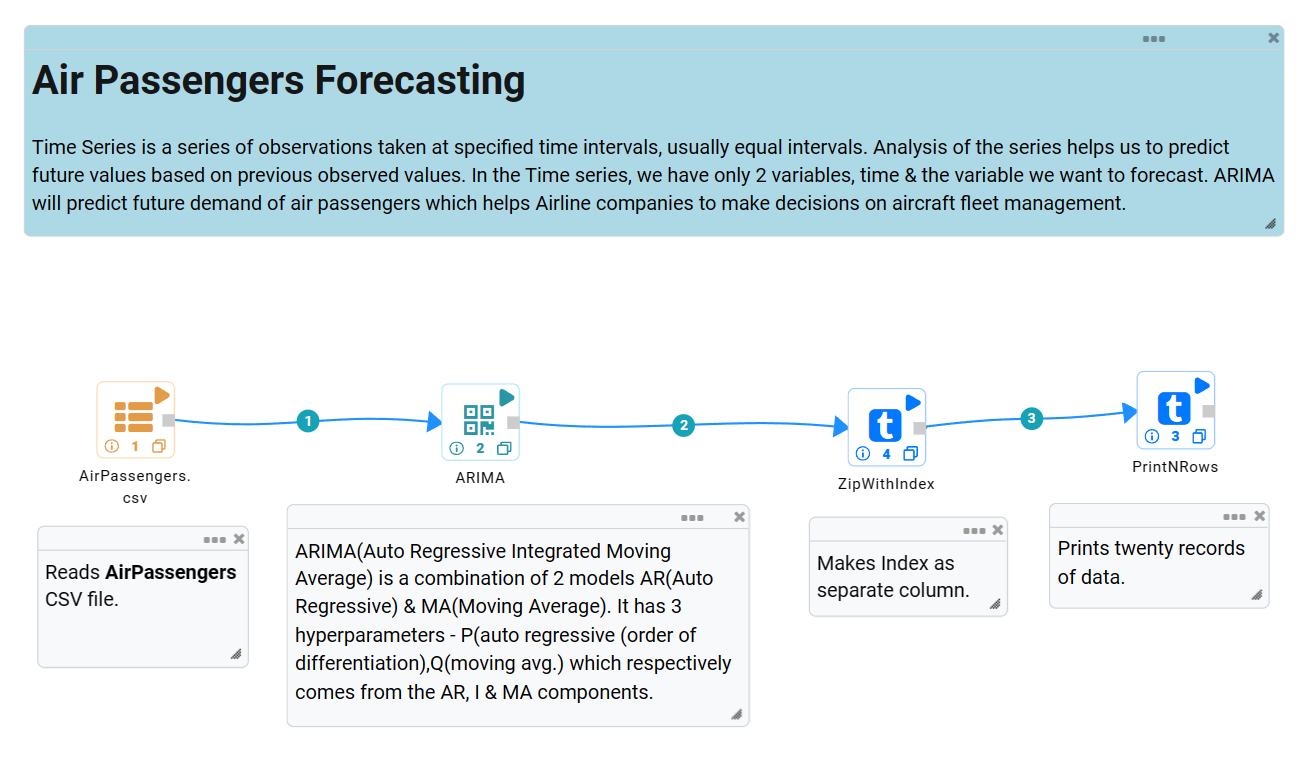 Air Passengers Forecasting
Time Series is a series of observations taken at specified time intervals, usually equal intervals. Analysis of the series helps us to predict
future values based on previous observed values. In the Time series, we have only 2 variables, time & the variable we want to forecast. ARIMA
will predict future demand of air passengers which helps Airline companies to make decisions on aircraft fleet management.
1
2
3
1
2
4
3
AirPassengers.
csv
ARIMA
ZipWithIndex
PrintNRows
Reads AirPassengers
CSV file.
ARIMA(Auto Regressive Integrated Moving
Average) is a combination of 2 models AR(Auto
Regressive) & MA(Moving Average). It has 3
hyperparameters - P(auto regressive (order of
differentiation),Q(moving avg.) which respectively
comes from the AR, I & MA components.
Makes Index as
separate column.
Prints twenty records
of data.